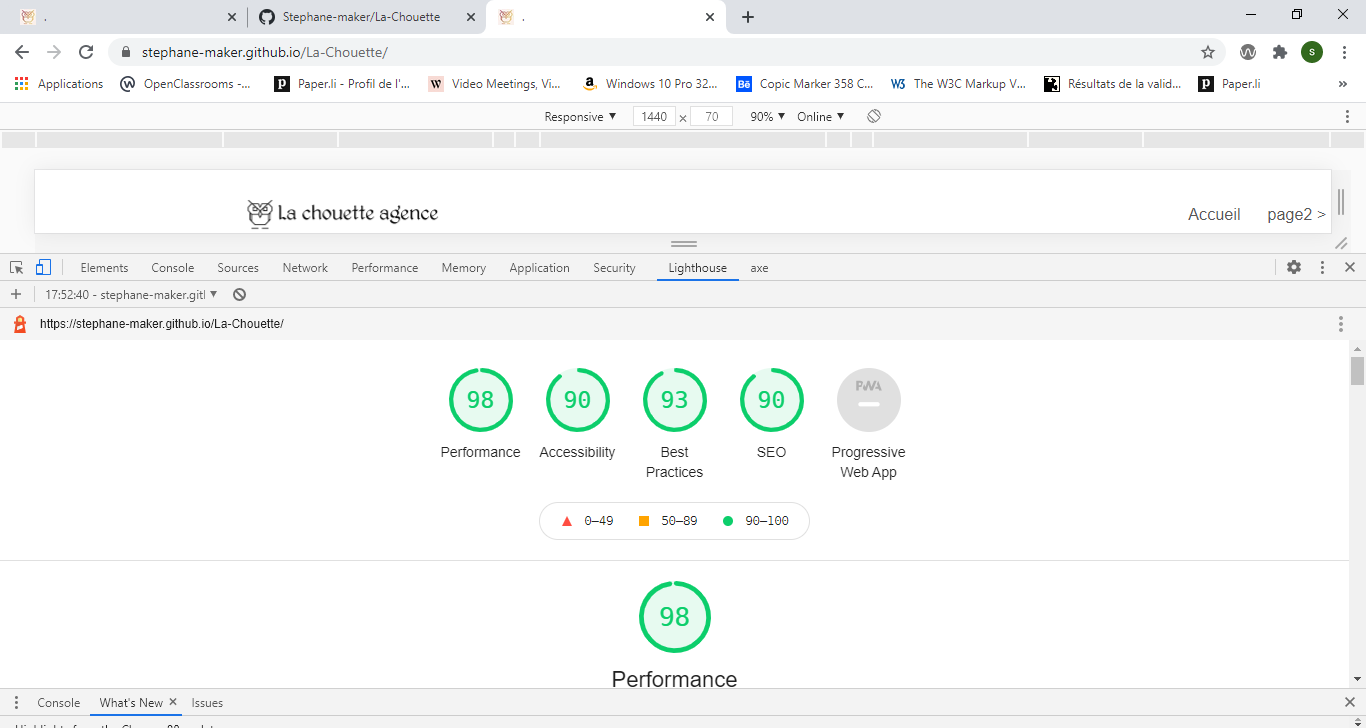 .
Stephane-maker/La-Chouette
.
stephane-maker.github.io/La-Chouette/
s
Applications
OpenClassrooms -...
Paper.li - Profil de l'...
Video Meetings, Vi...
Windows 10 Pro 32...
Copic Marker 358 C...
The W3C Markup V...
Résultats de la valid...
Paper.li
»
Responsive ▼ 1440 × 70 90% ▼ Online ▼
La chouette agence
Accueil page2 >
Elements Console Sources Network Performance Memory Application Security Lighthouse axe
17:52:40 - stephane-maker.gitl ▼
https://stephane-maker.github.io/La-Chouette/
98 90 93 90 PWA
Performance
Accessibility
Best
Practices
SEO
Progressive
Web App
0–49 50–89 90–100
98
Performance
Console What's New Issues